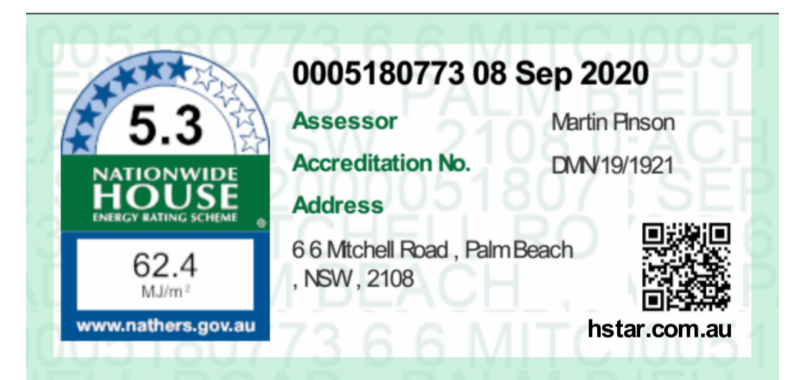 0005180773 08 Sep 2020
5.3
NATIONWIDE
HOUSE
ENERGY RATING SCHEME
62.4
MJ/m²
www.nathers.gov.au
Assessor Martin Pinson
Accreditation No. DMN/19/1921
Address
6 6 Mitchell Road , Palm Beach
, NSW , 2108
hstar.com.au